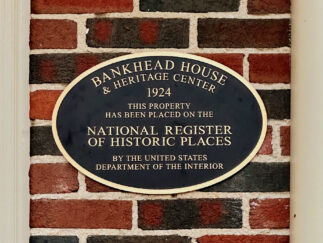 BANKHEAD HOUSE
& HERITAGE CENTER
1924
THIS PROPERTY
HAS BEEN PLACED ON THE
NATIONAL REGISTER
OF HISTORIC PLACES
BY THE UNITED STATES
DEPARTMENT OF THE INTERIOR